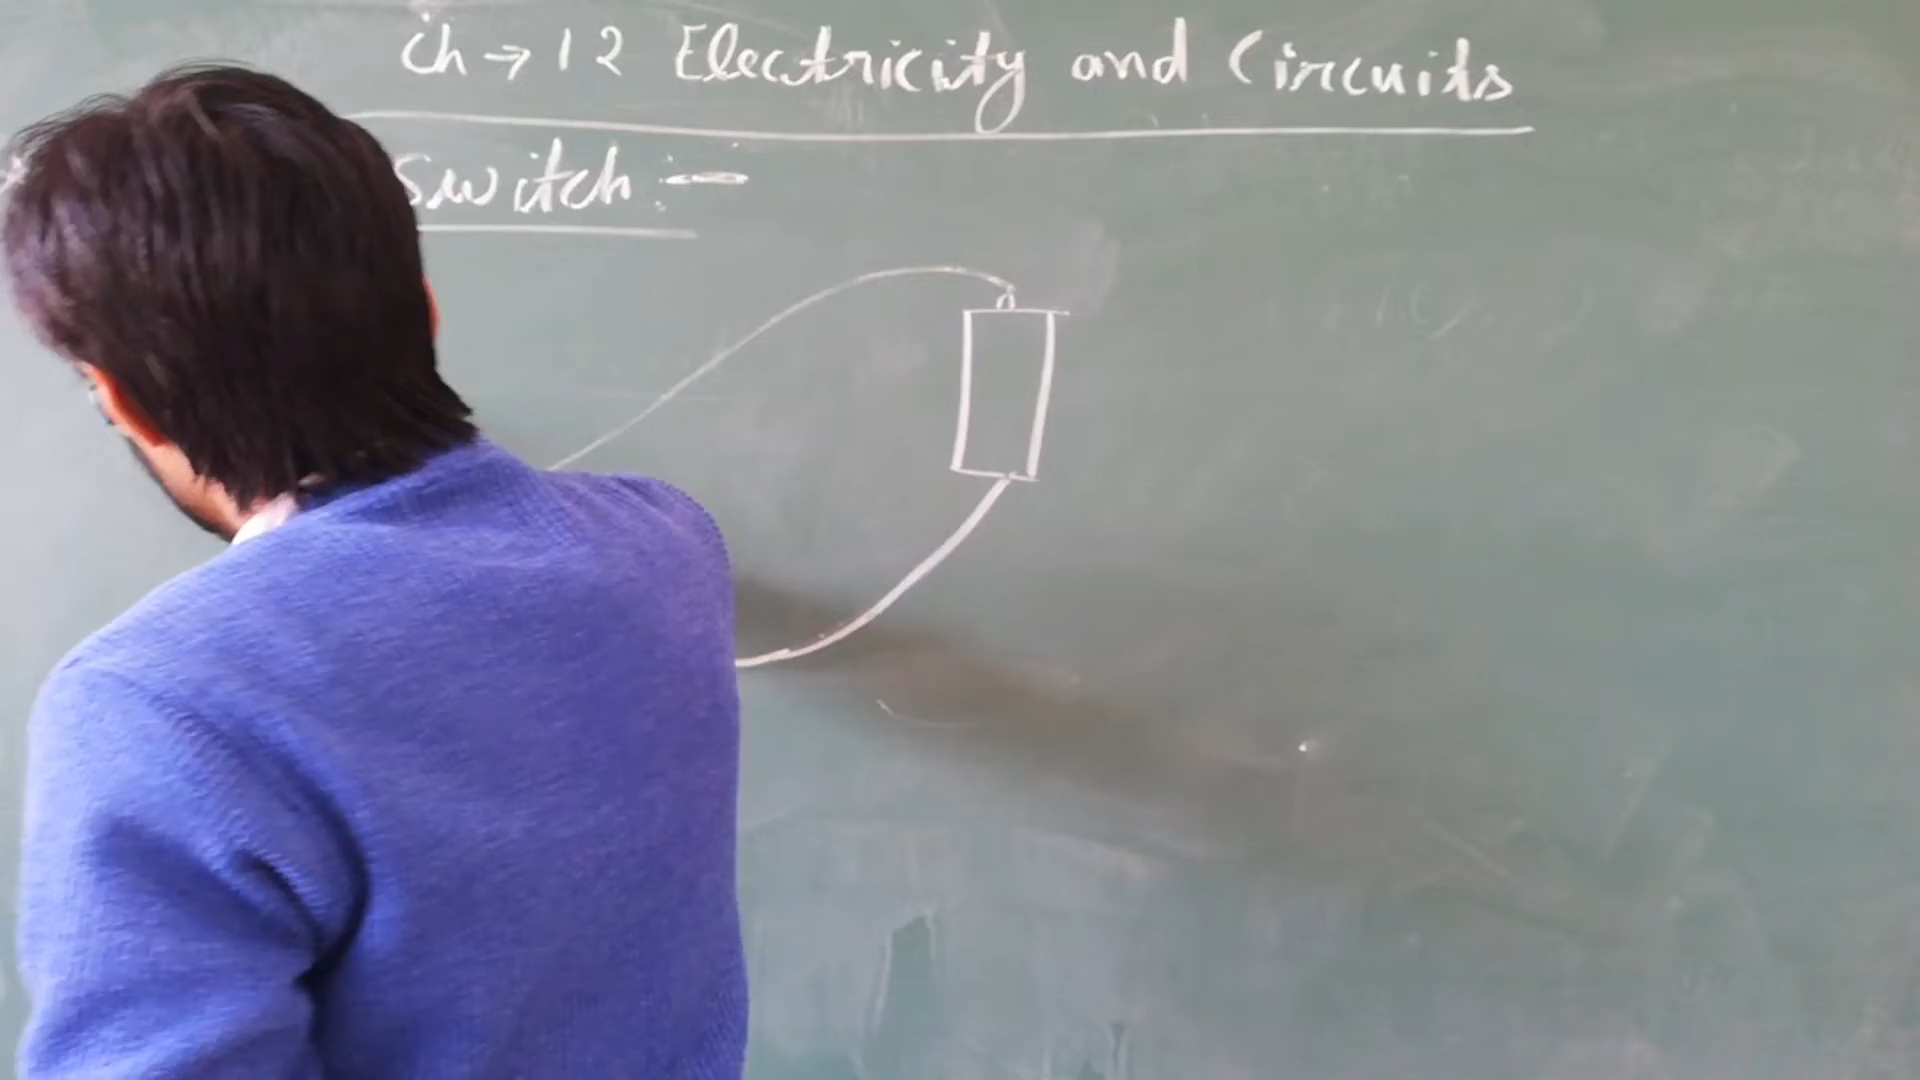 Ch → 12 Electricity and Circuits
Switch :-